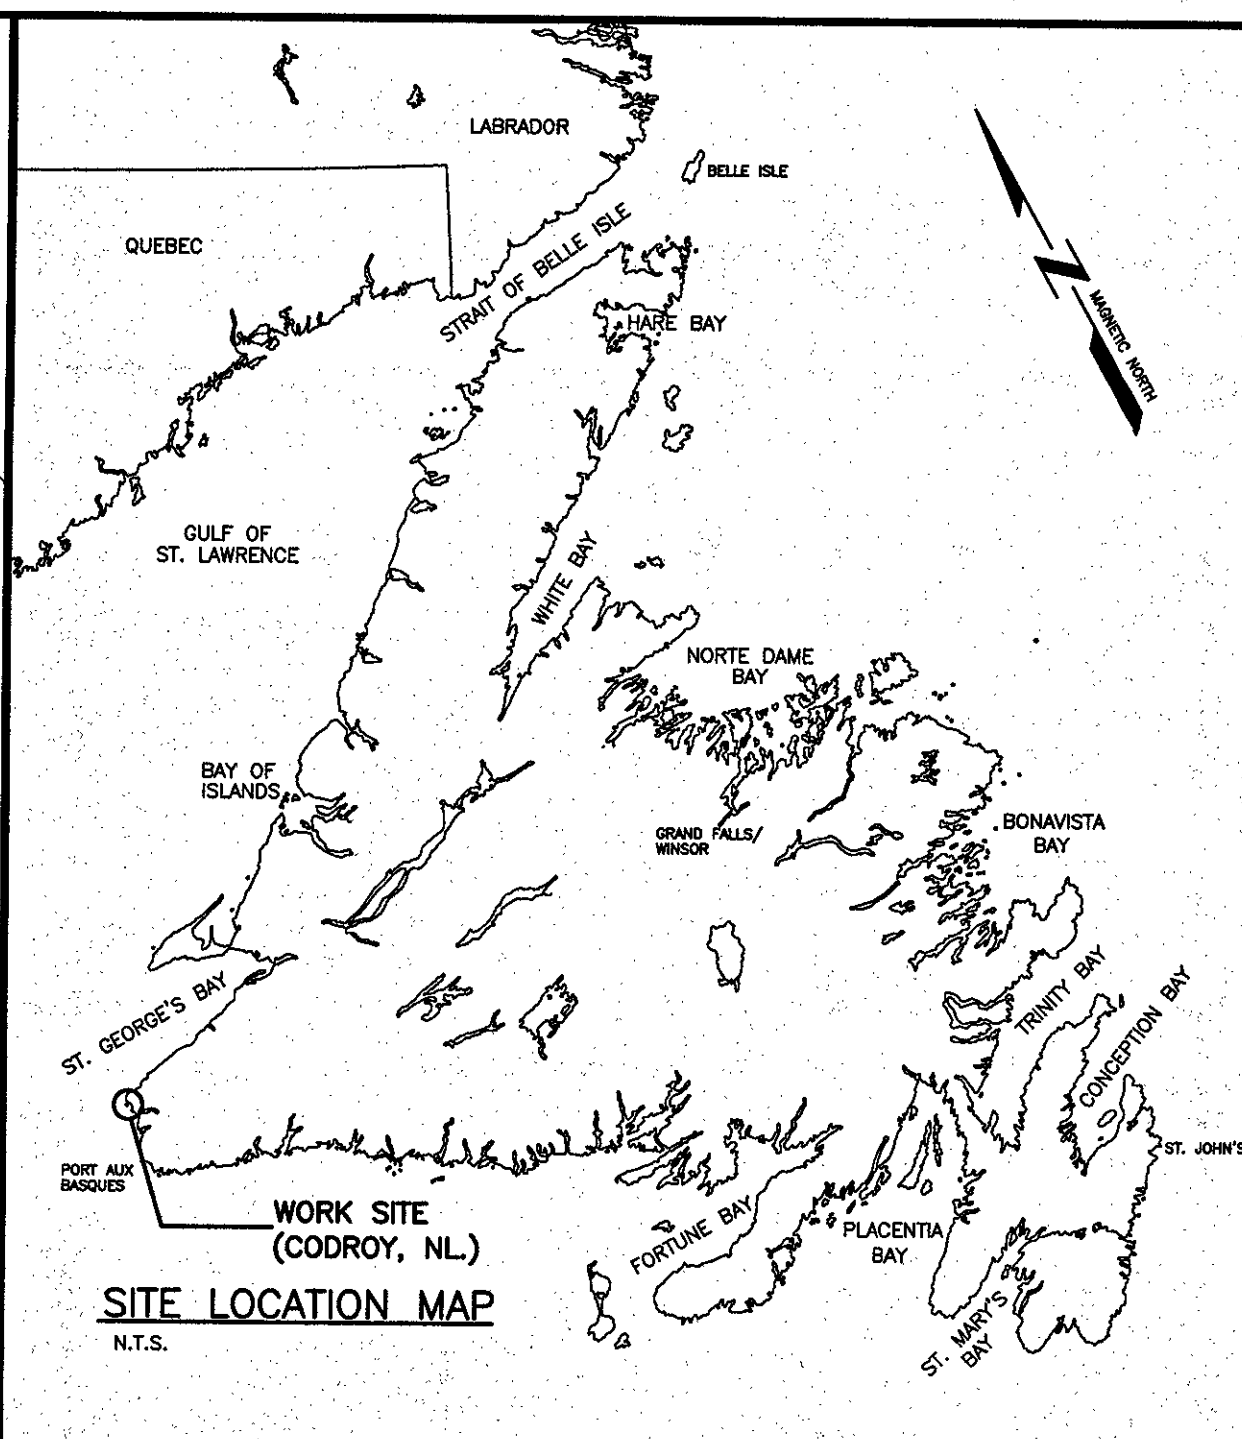 LABRADOR
BELLE ISLE
QUEBEC
STRAIT OF BELLE ISLE
HARE BAY
N
MAGNETIC NORTH
GULF OF
ST. LAWRENCE
WHITE BAY
NORTE DAME
BAY
BAY OF
ISLANDS
GRAND FALLS/
WINSOR
BONAVISTA
BAY
ST. GEORGE'S BAY
TRINITY BAY
CONCEPTION BAY
ST. JOHN'S
PORT AUX
BASQUES
WORK SITE
(CODROY, NL.)
FORTUNE BAY
PLACENTIA
BAY
ST. MARY'S
BAY
SITE LOCATION MAP
N.T.S.